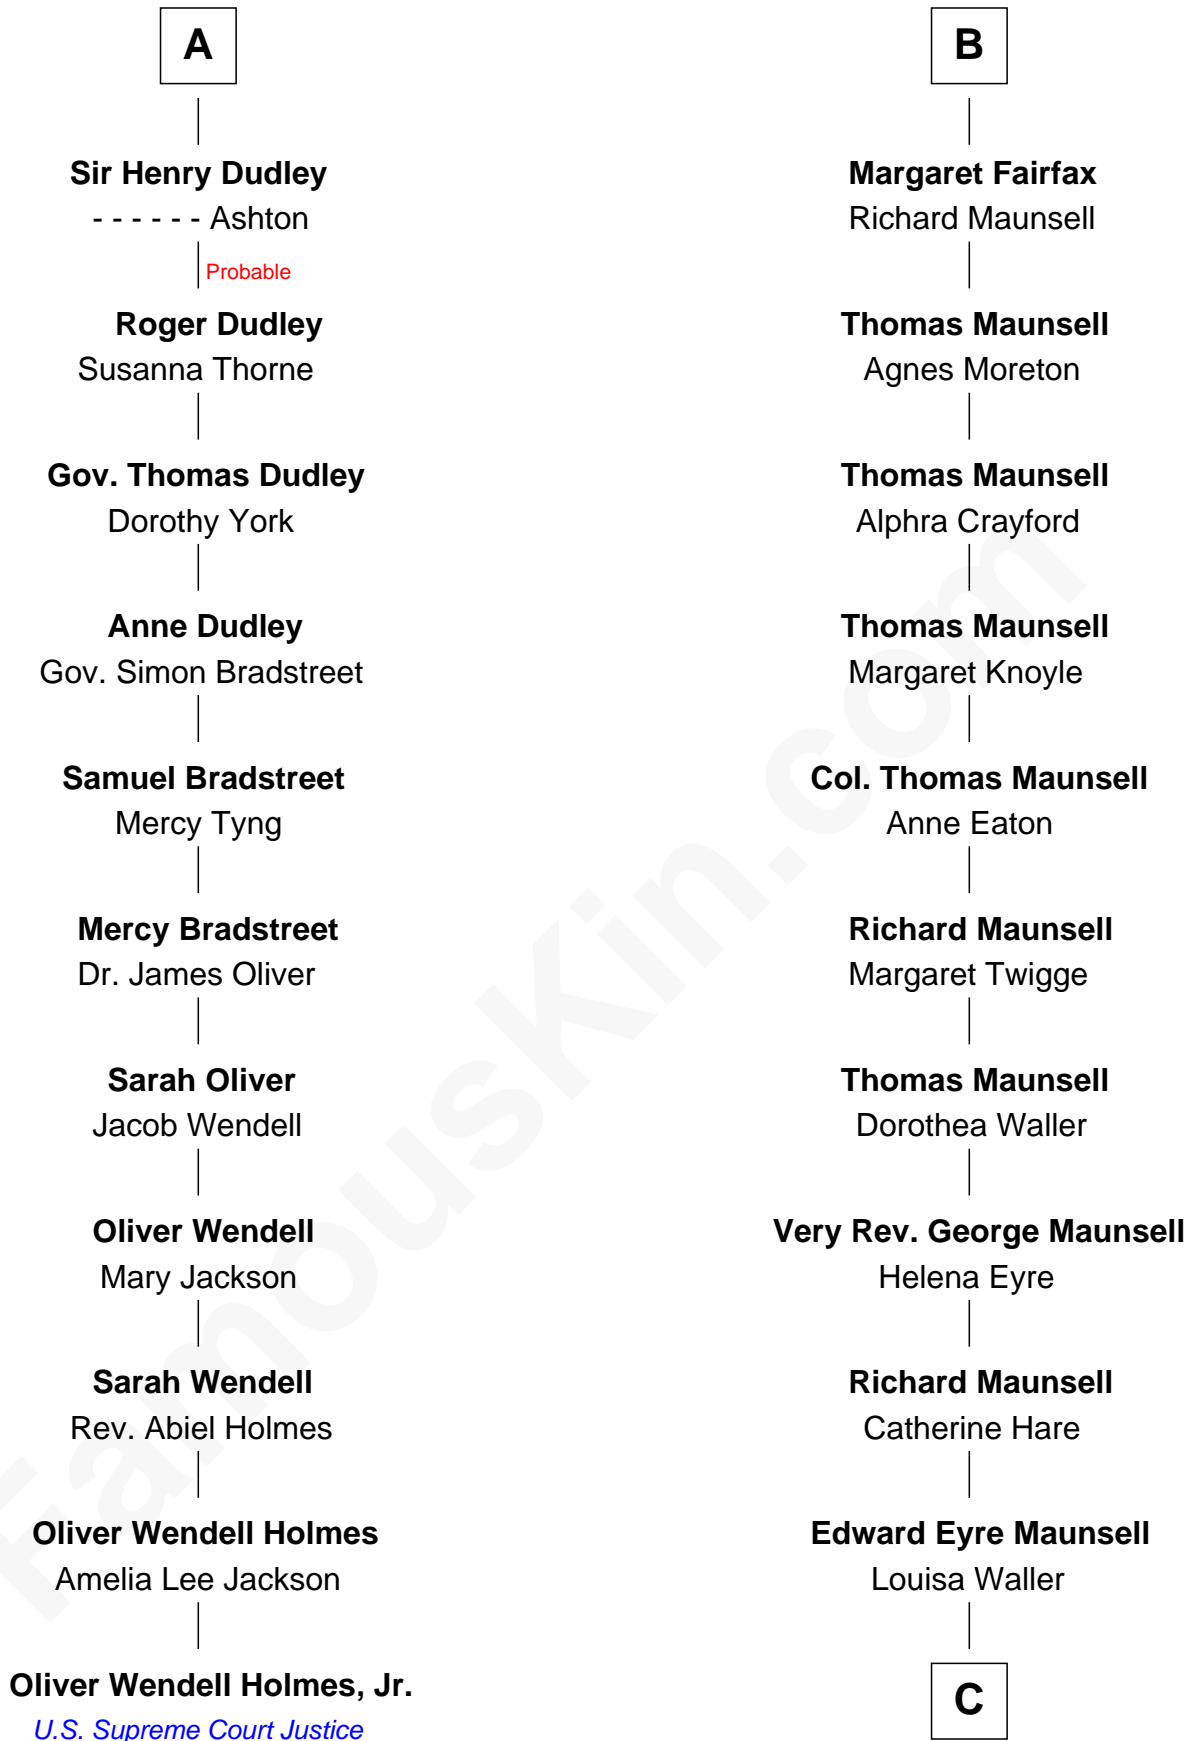 A
Sir Henry Dudley
- - - - - - Ashton
Probable
Roger Dudley
Susanna Thorne
Gov. Thomas Dudley
Dorothy York
Anne Dudley
Gov. Simon Bradstreet
Samuel Bradstreet
Mercy Tyng
Mercy Bradstreet
Dr. James Oliver
Sarah Oliver
Jacob Wendell
Oliver Wendell
Mary Jackson
Sarah Wendell
Rev. Abiel Holmes
Oliver Wendell Holmes
Amelia Lee Jackson
Oliver Wendell Holmes, Jr.
U.S. Supreme Court Justice
B
Margaret Fairfax
Richard Maunsell
Thomas Maunsell
Agnes Moreton
Thomas Maunsell
Alphra Crayford
Thomas Maunsell
Margaret Knoyle
Col. Thomas Maunsell
Anne Eaton
Richard Maunsell
Margaret Twigge
Thomas Maunsell
Dorothea Waller
Very Rev. George Maunsell
Helena Eyre
Richard Maunsell
Catherine Hare
Edward Eyre Maunsell
Louisa Waller
C
FamousKin.com